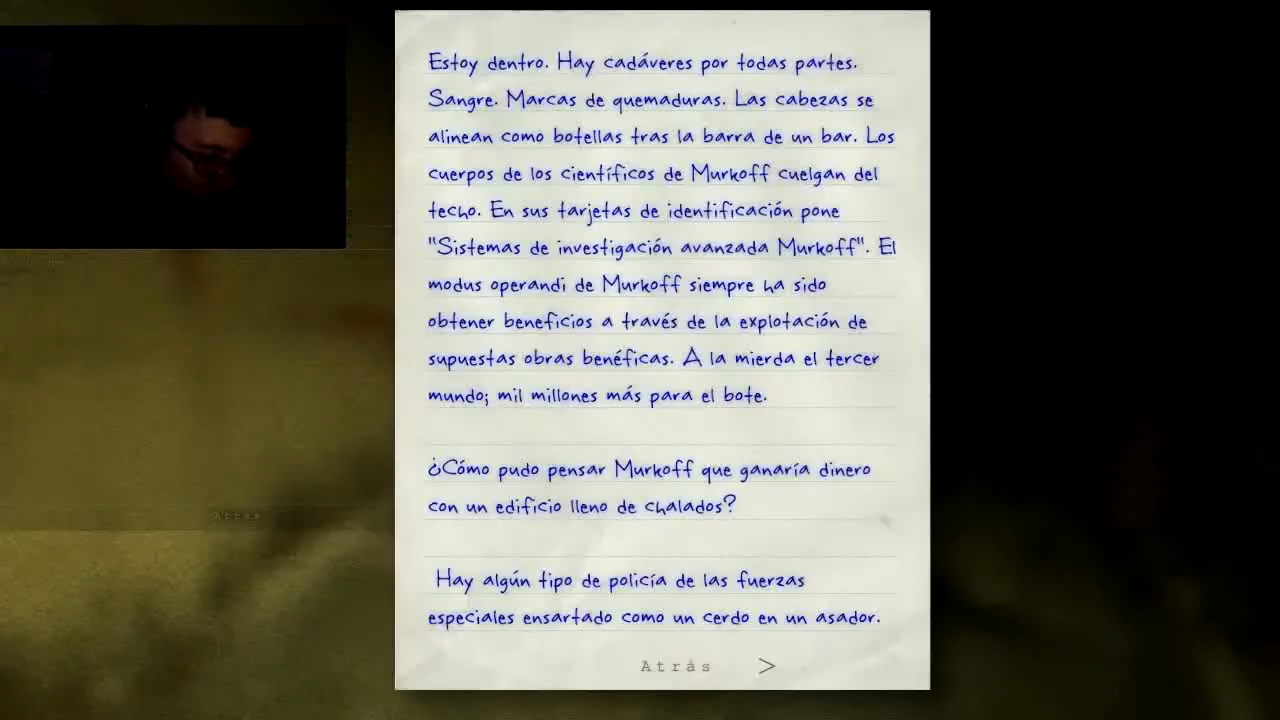 Estoy dentro. Hay cadáveres por todas partes.
Sangre. Marcas de quemaduras. Las cabezas se
alinean como botellas tras la barra de un bar. Los
cuerpos de los científicos de Murkoff cuelgan del
techo. En sus tarjetas de identificación pone
"Sistemas de investigación avanzada Murkoff". El
modus operandi de Murkoff siempre ha sido
obtener beneficios a través de la explotación de
supuestas obras benéficas. A la mierda el tercer
mundo; mil millones más para el bote.
¿Cómo pudo pensar Murkoff que ganaría dinero
con un edificio lleno de chalados?
Hay algún tipo de policía de las fuerzas
especiales ensartado como un cerdo en un asador.
Atrás >
Atrás